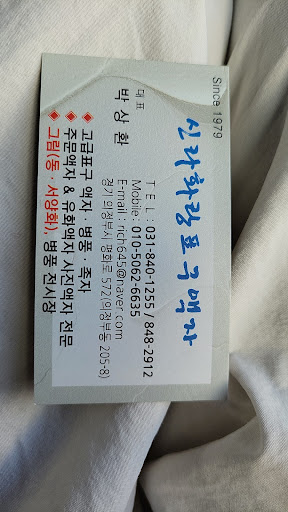 Since 1979
신라화랑표구액자
대표 박상환
TEL : 031-840-1255 / 848-2912
Mobile : 010-5062-6635
E-mail : rich645@naver.com
경기 의정부시 평화로 572(의정부동 205-8)
◆ 고급표구 액자 · 병풍 · 족자
◆ 주문액자 & 유화액자 사진액자 전문
◆ 그림(동 · 서양화), 병풍 전시장